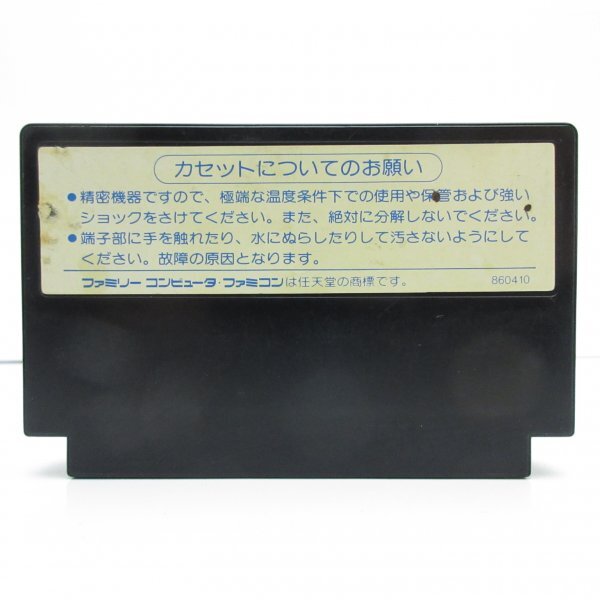 カセットについてのお願い
●精密機器ですので、極端な温度条件下での使用や保管および強い
ショックをさけてください。また、絶対に分解しないでください。
●端子部に手を触れたり、水にぬらしたりして汚さないようにして
ください。故障の原因となります。
ファミリー コンピュータ・ファミコンは任天堂の商標です。 860410